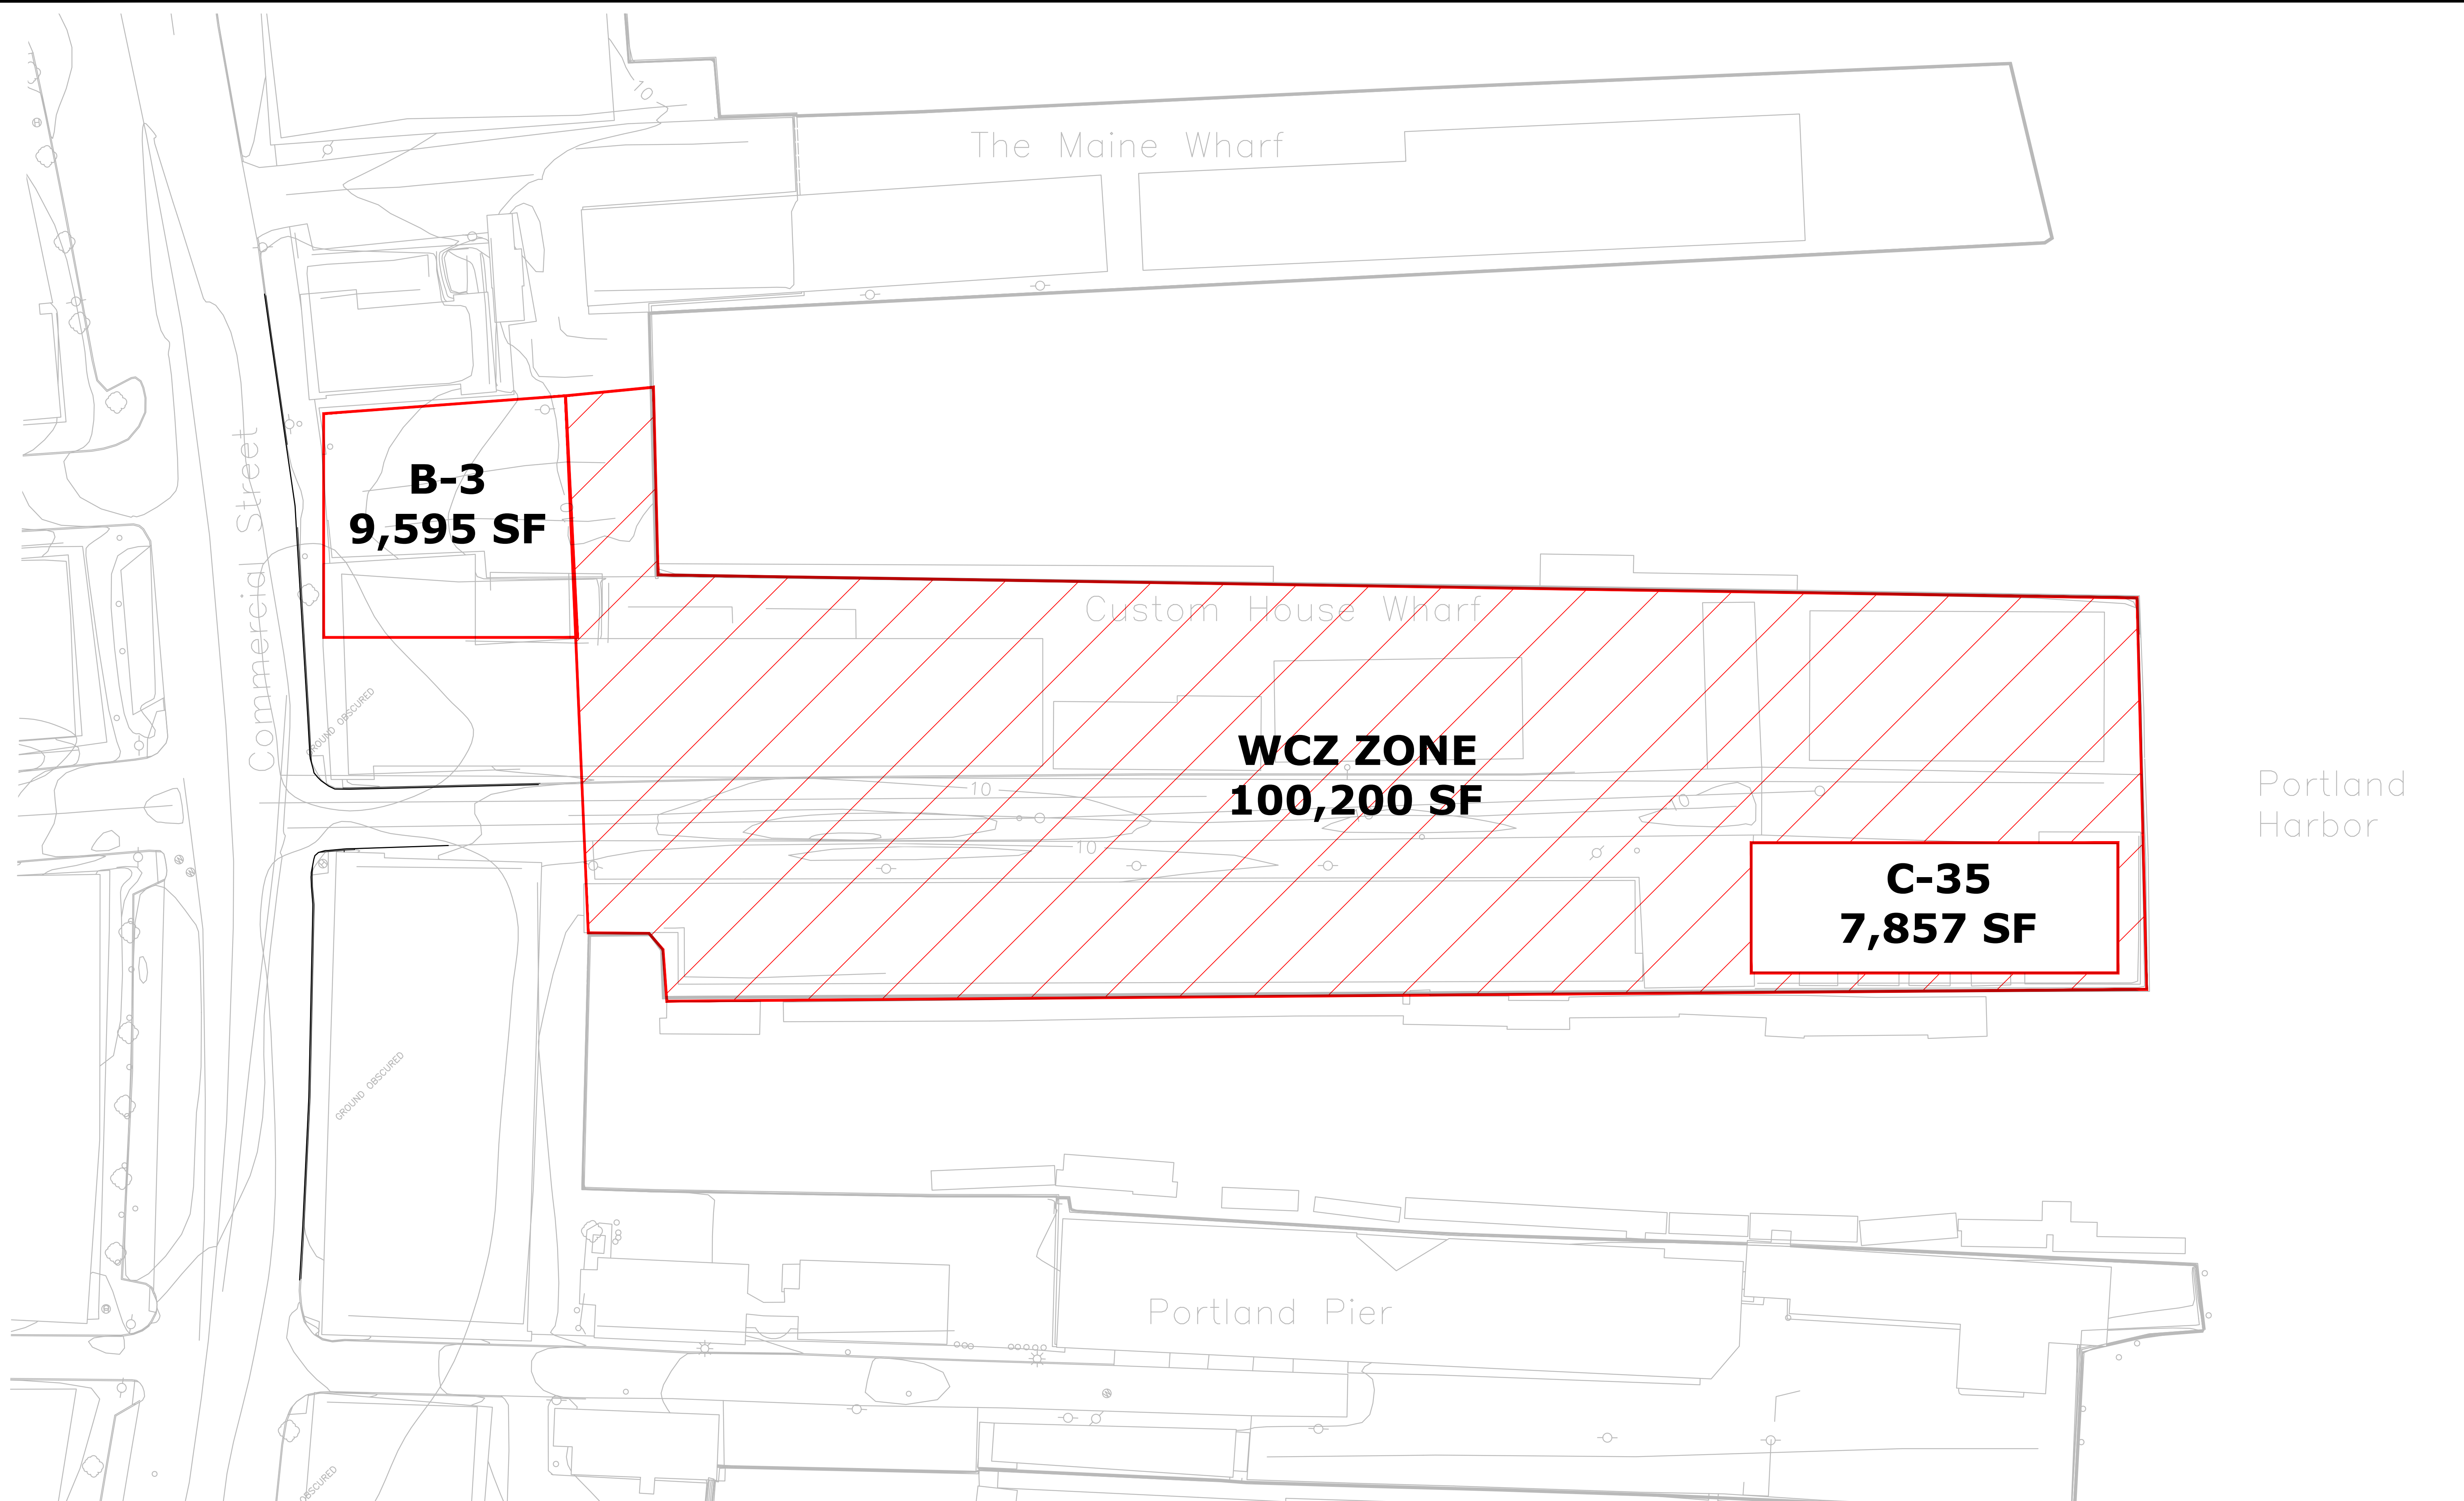 10
The Maine Wharf
B-3
9,595 SF
Commercial Street
Custom House Wharf
GROUND OBSCURED
WCZ ZONE
100,200 SF
10
10
10
Portland
Harbor
C-35
7,857 SF
GROUND OBSCURED
Portland Pier
OBSCURED